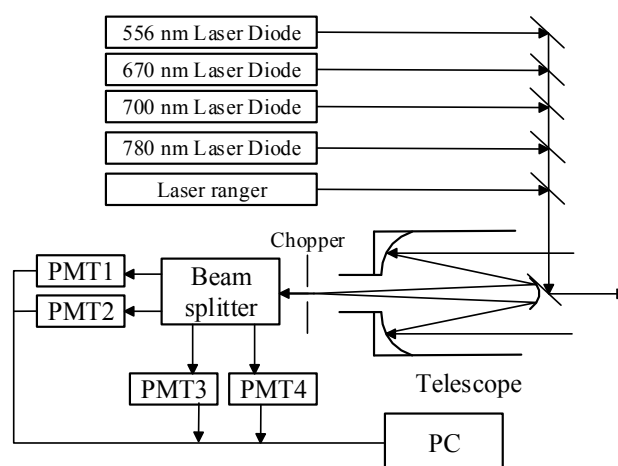 556 nm Laser Diode
670 nm Laser Diode
700 nm Laser Diode
780 nm Laser Diode
Laser ranger
Chopper
PMT1
PMT2
Beam
splitter
PMT3
PMT4
Telescope
PC